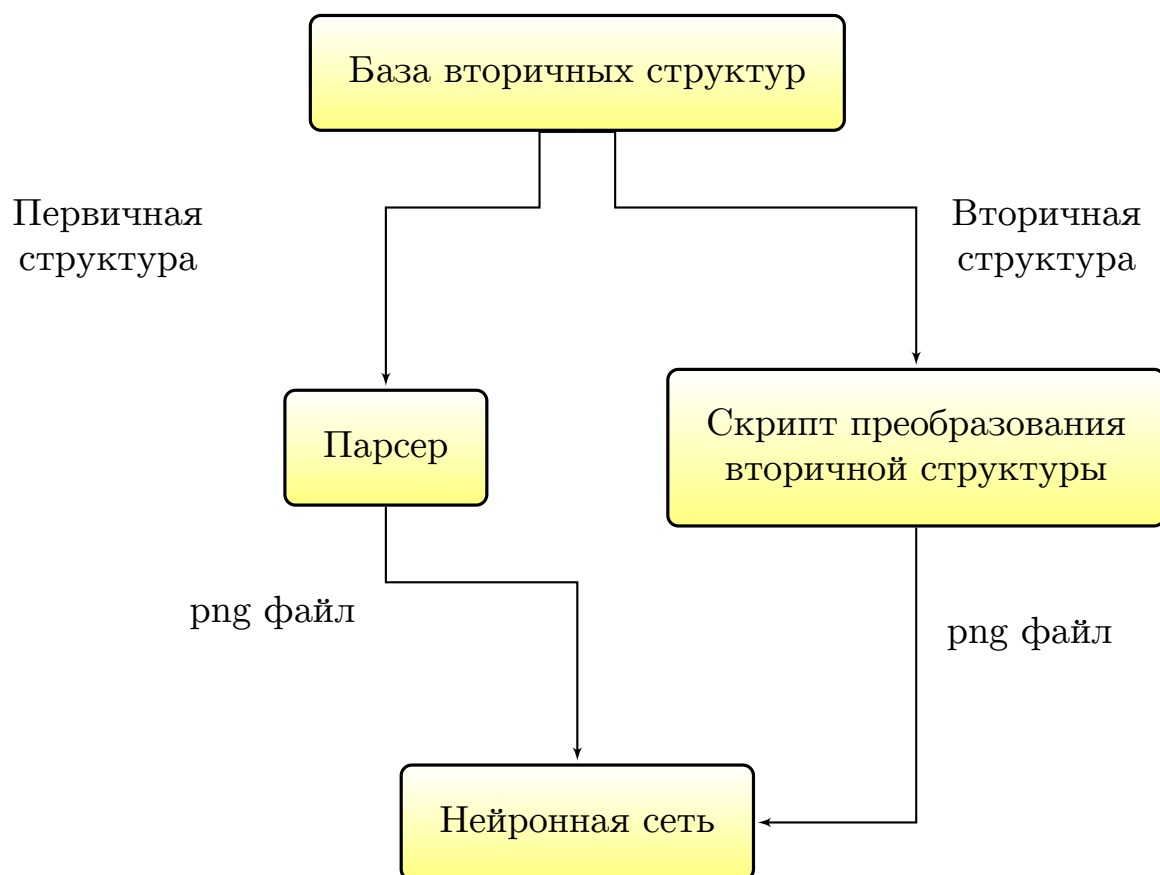 База вторичных структур
Первичная
структура
Вторичная
структура
Парсер
Скрипт преобразования
вторичной структуры
png файл
png файл
Нейронная сеть